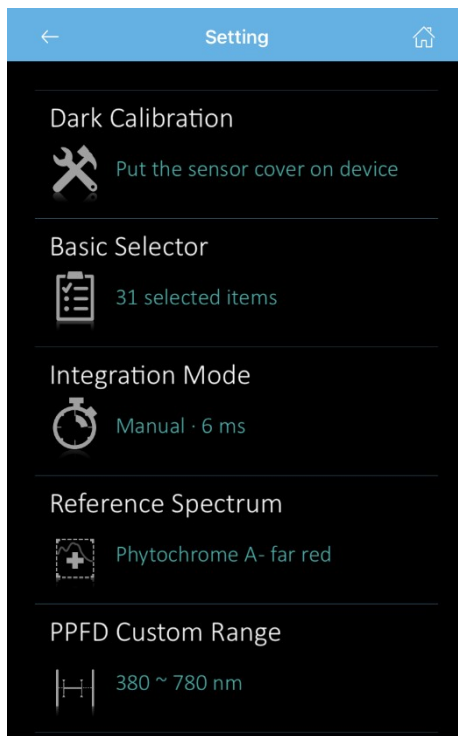 Setting
Dark Calibration
Put the sensor cover on device
Basic Selector
31 selected items
Integration Mode
Manual · 6 ms
Reference Spectrum
Phytochrome A- far red
PPFD Custom Range
380 ~ 780 nm